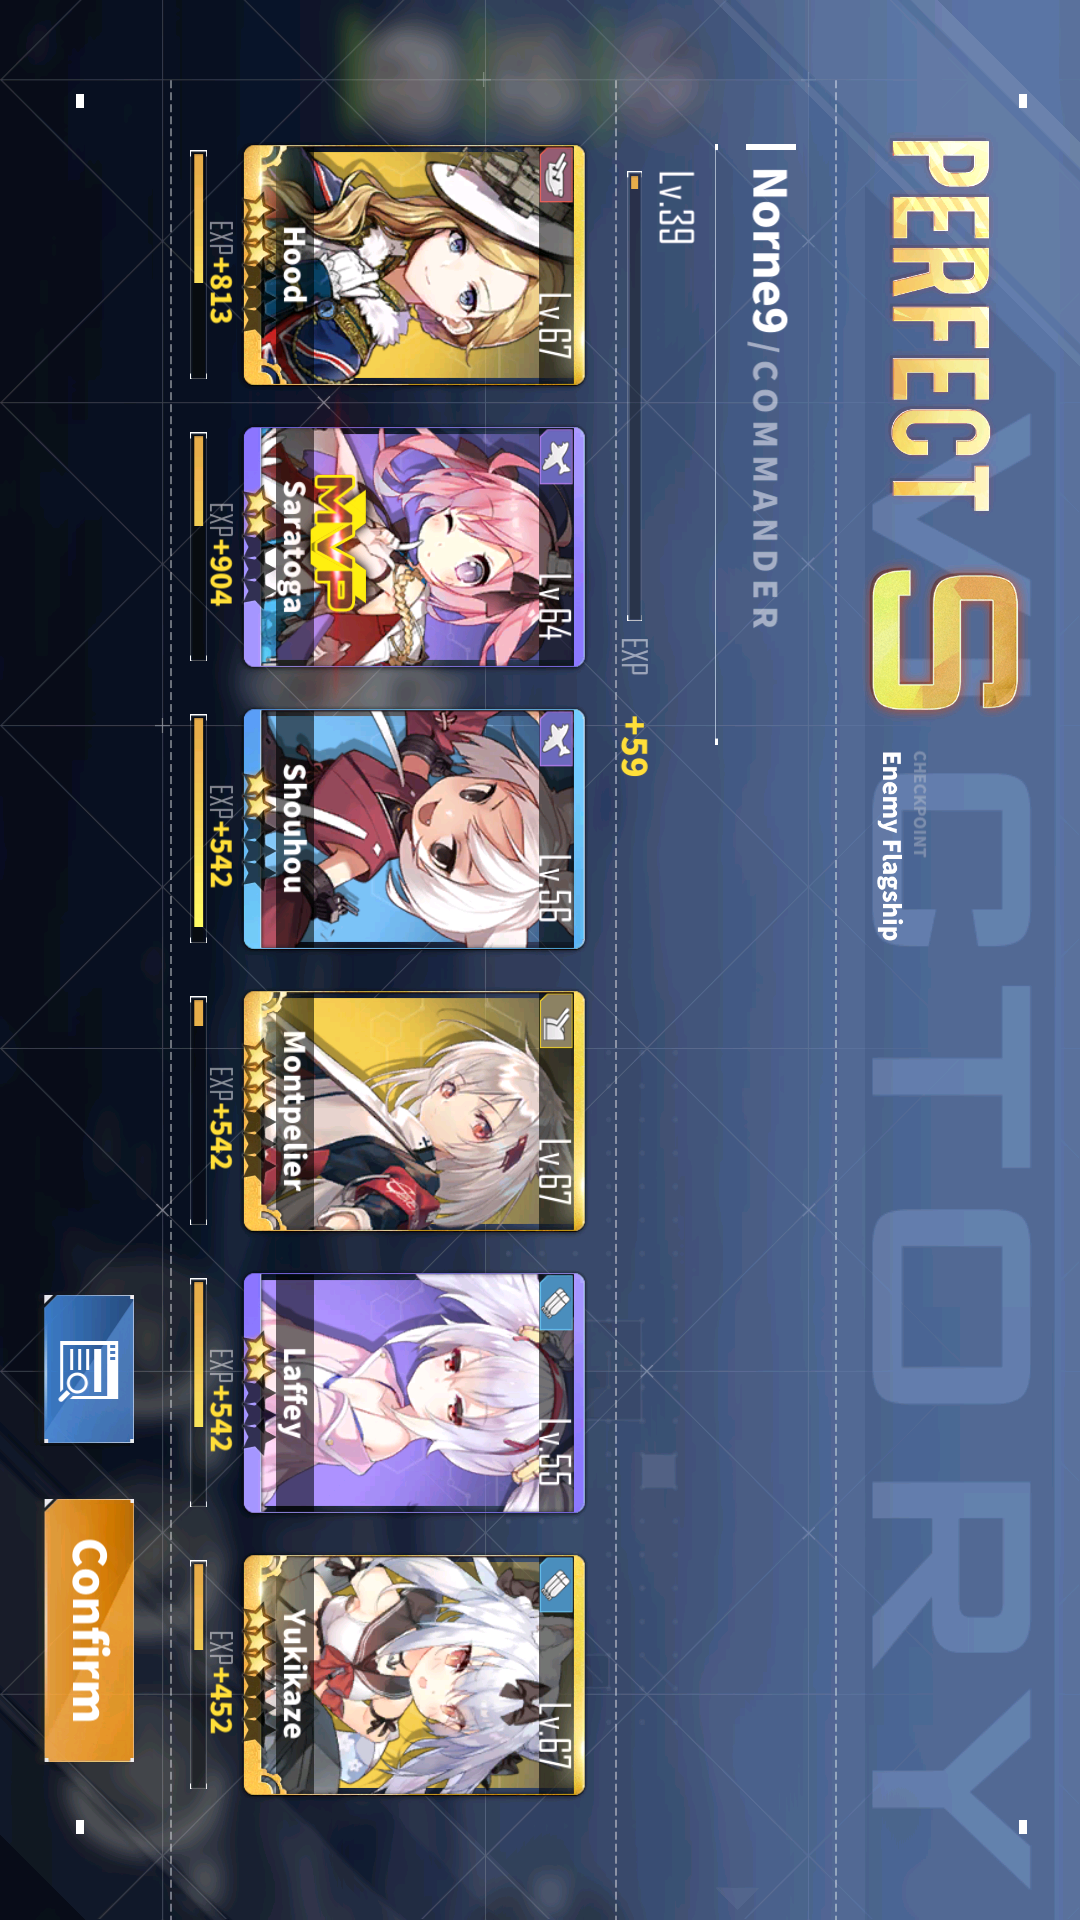 PERFECT S
VICTORY
CHECKPOINT
Enemy Flagship
Norne9/COMMANDER
Lv.39
EXP +59
Lv.67
Hood
EXP+813
Lv.64
MVP
Saratoga
EXP+904
Lv.56
Shouhou
EXP+542
Lv.67
Montpelier
EXP+542
Lv.55
Laffey
EXP+542
Lv.67
Yukikaze
EXP+452
Confirm